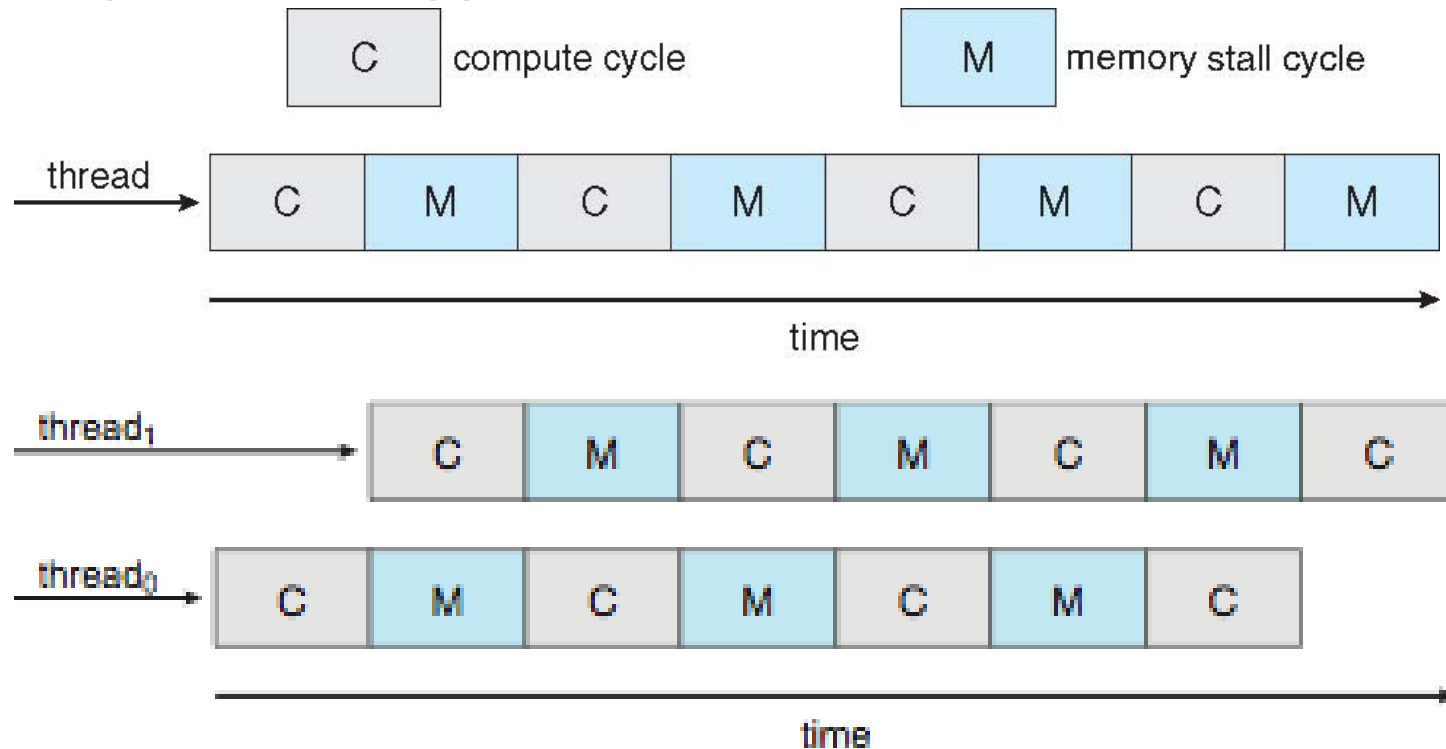 C compute cycle M memory stall cycle
thread C M C M C M C M
time
thread₁ C M C M C M C
thread₀ C M C M C M C
time